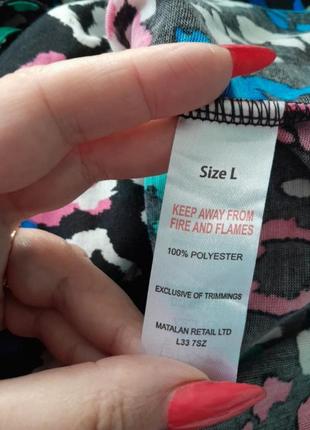 Size L
KEEP AWAY FROM
FIRE AND FLAMES
100% POLYESTER
EXCLUSIVE OF TRIMMINGS
MATALAN RETAIL LTD
L33 7SZ